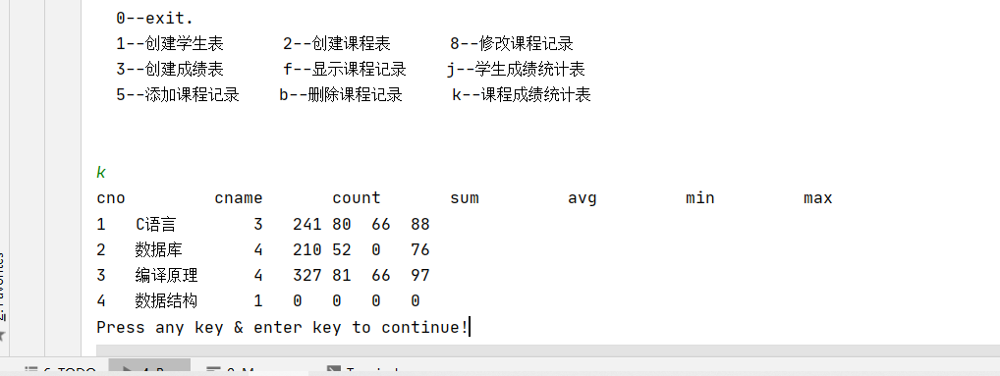 0--exit.
1--创建学生表 2--创建课程表 8--修改课程记录
3--创建成绩表 f--显示课程记录 j--学生成绩统计表
5--添加课程记录 b--删除课程记录 k--课程成绩统计表
k
cno cname count sum avg min max
1 C语言 3 241 80 66 88
2 数据库 4 210 52 0 76
3 编译原理 4 327 81 66 97
4 数据结构 1 0 0 0 0
Press any key & enter key to continue!